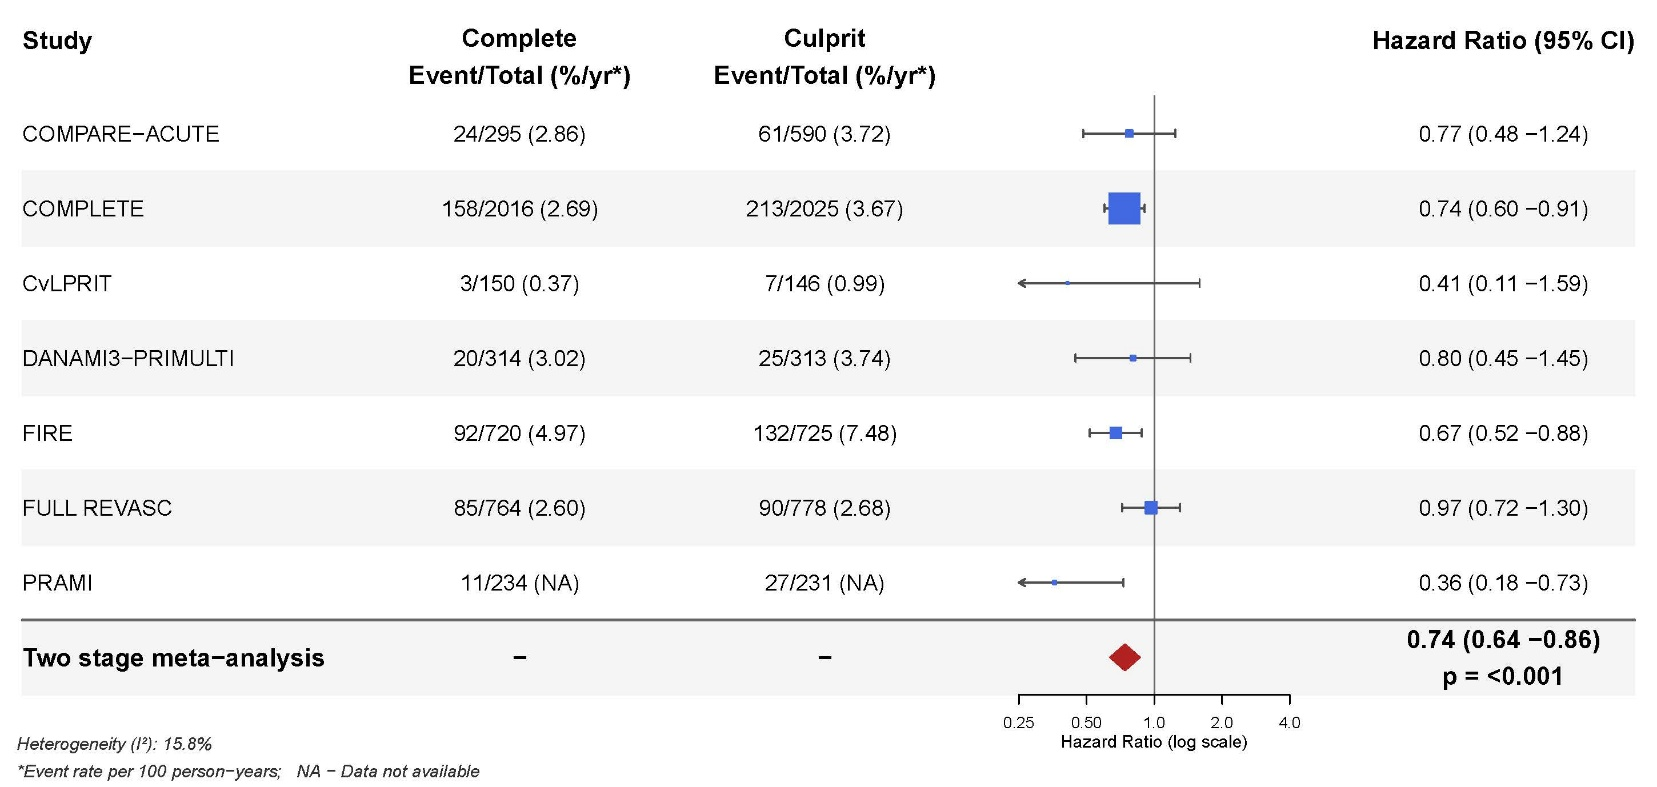 Study Complete Culprit Hazard Ratio (95% CI)
Event/Total (%/yr*) Event/Total (%/yr*)
COMPARE−ACUTE 24/295 (2.86) 61/590 (3.72) 0.77 (0.48 −1.24)
COMPLETE 158/2016 (2.69) 213/2025 (3.67) 0.74 (0.60 −0.91)
CvLPRIT 3/150 (0.37) 7/146 (0.99) 0.41 (0.11 −1.59)
DANAMI3−PRIMULTI 20/314 (3.02) 25/313 (3.74) 0.80 (0.45 −1.45)
FIRE 92/720 (4.97) 132/725 (7.48) 0.67 (0.52 −0.88)
FULL REVASC 85/764 (2.60) 90/778 (2.68) 0.97 (0.72 −1.30)
PRAMI 11/234 (NA) 27/231 (NA) 0.36 (0.18 −0.73)
Two stage meta−analysis − − 0.74 (0.64 −0.86)
p = <0.001
0.25 0.50 1.0 2.0 4.0
Hazard Ratio (log scale)
Heterogeneity (I²): 15.8%
*Event rate per 100 person−years; NA − Data not available